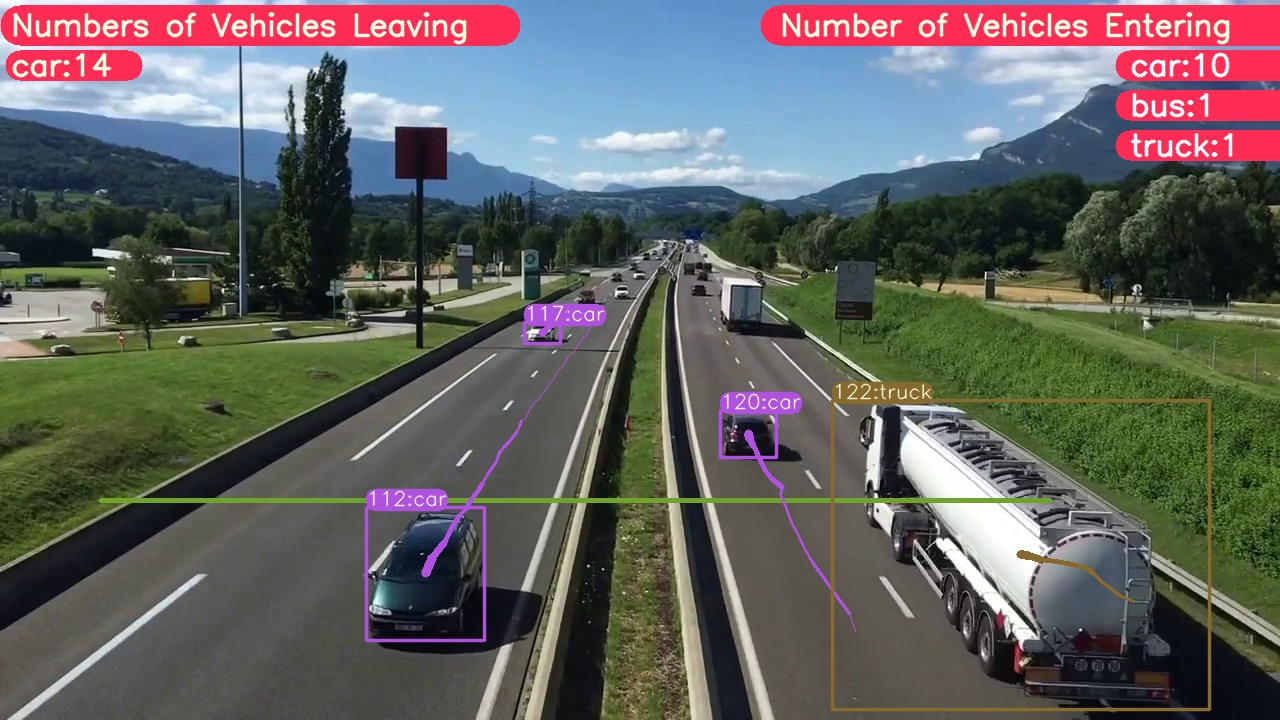 Numbers of Vehicles Leaving
Number of Vehicles Entering
car:14
car:10
bus:1
truck:1
117:car
122:truck
120:car
112:car